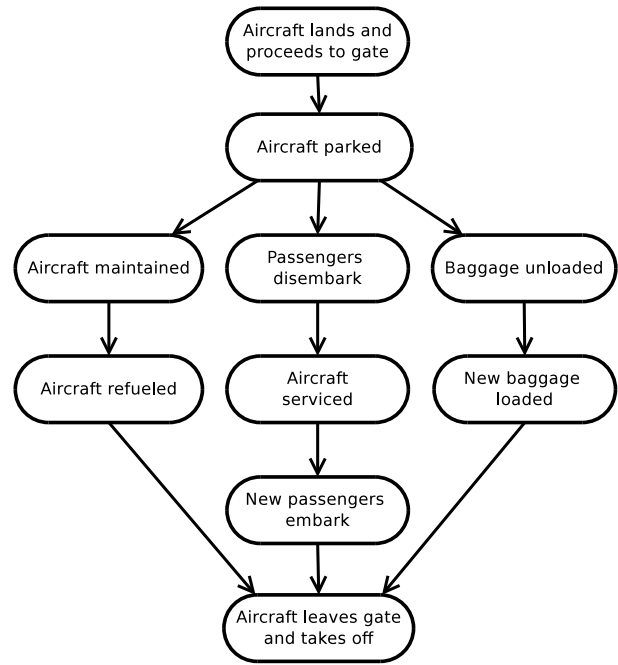 Aircraft lands and
proceeds to gate
Aircraft parked
Aircraft maintained
Passengers
disembark
Baggage unloaded
Aircraft refueled
Aircraft
serviced
New baggage
loaded
New passengers
embark
Aircraft leaves gate
and takes off